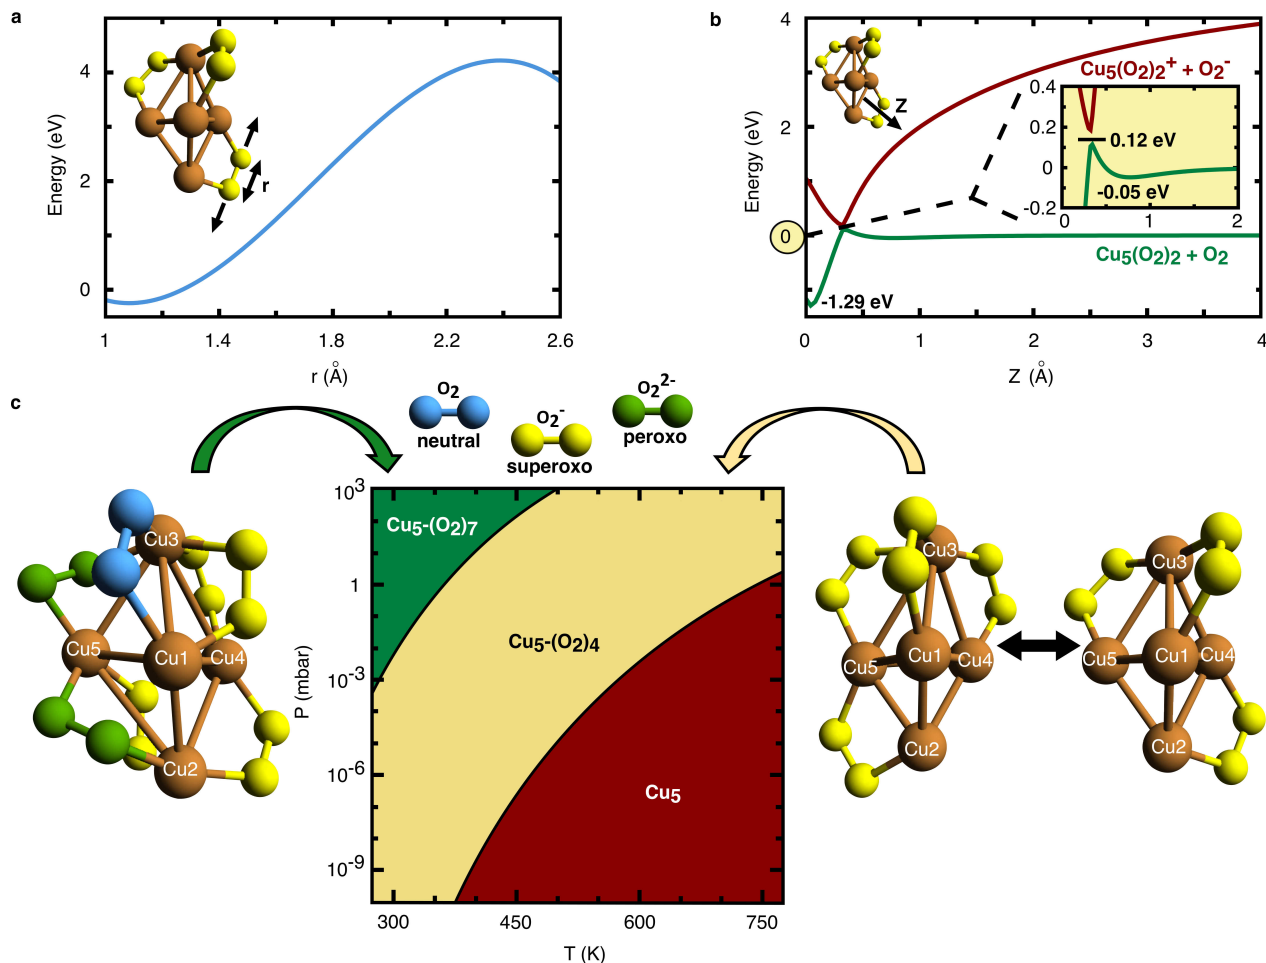 a
Energy (eV)
4
2
0
1
1.4
1.8
2.2
2.6
r (Å)
r
b
Energy (eV)
4
2
0
0
1
2
3
4
Z (Å)
Z
Cu5(O2)2+ + O2-
Cu5(O2)2 + O2
-1.29 eV
0.4
0.2
0
-0.2
0
1
2
0.12 eV
-0.05 eV
c
O2
neutral
O2-
superoxo
O22-
peroxo
Cu3
Cu5
Cu1
Cu4
Cu2
P (mbar)
103
1
10-3
10-6
10-9
300
450
600
750
T (K)
Cu5-(O2)7
Cu5-(O2)4
Cu5
Cu3
Cu5
Cu1
Cu4
Cu2
Cu3
Cu5
Cu1
Cu4
Cu2